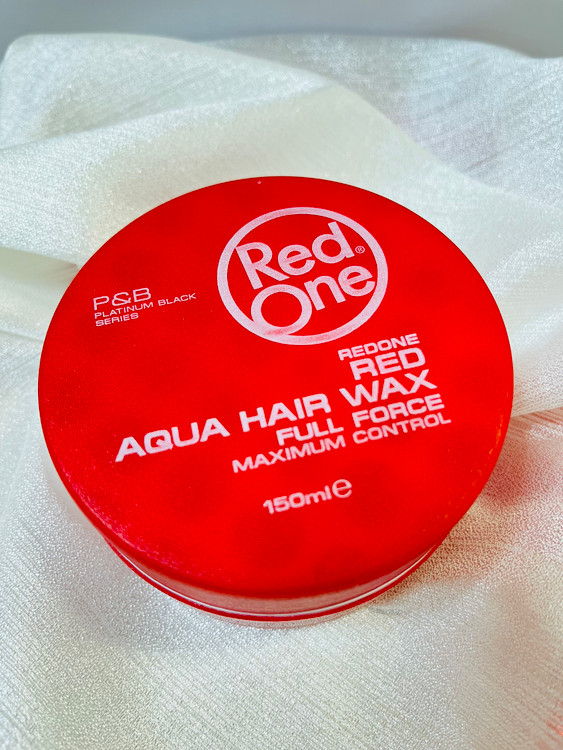 Red®
One
P&B
PLATINUM BLACK
SERIES
REDONE
RED
AQUA HAIR WAX
FULL FORCE
MAXIMUM CONTROL
150ml℮